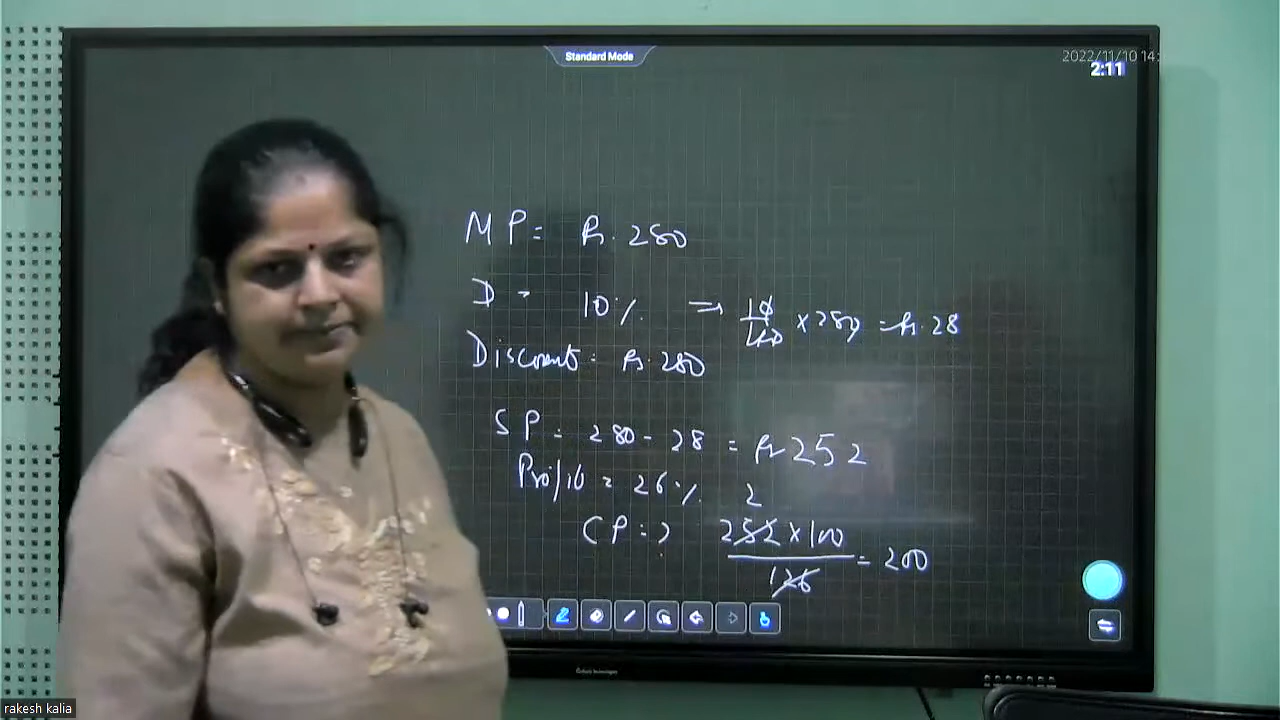 Standard Mode
2022/11/10 14:
2:11
MP = Rs. 280
D = 10% ⇒ 10/100 × 280 = Rs. 28
Discount = Rs. 280
SP = 280 - 28 = Rs 252
Profit = 26%
2
CP = ? 252 × 100 / 126 = 200
rakesh kalia